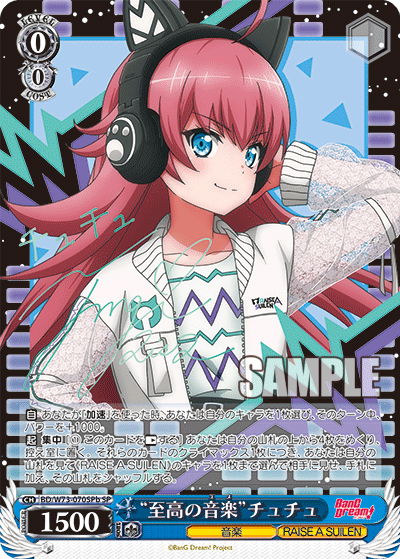 LEVEL
0
0
COST
チュチュ
RAISE A SUILEN
SAMPLE
自 あなたが『加速』を使った時、あなたは自分のキャラを1枚選び、そのターン中、
パワーを+1000。
起 集中 [① このカードを する] あなたは自分の山札の上から4枚をめくり、
控え室に置く。それらのカードのクライマックス1枚につき、あなたは自分の
山札を見て《RAISE A SUILEN》のキャラを1枚まで選んで相手に見せ、手札に
加え、その山札をシャッフルする。
CH BD/W73-070SPb SP
1500
“至高の音楽”チュチュ
音楽
RAISE A SUILEN
BanG Dream!
©BanG Dream! Project